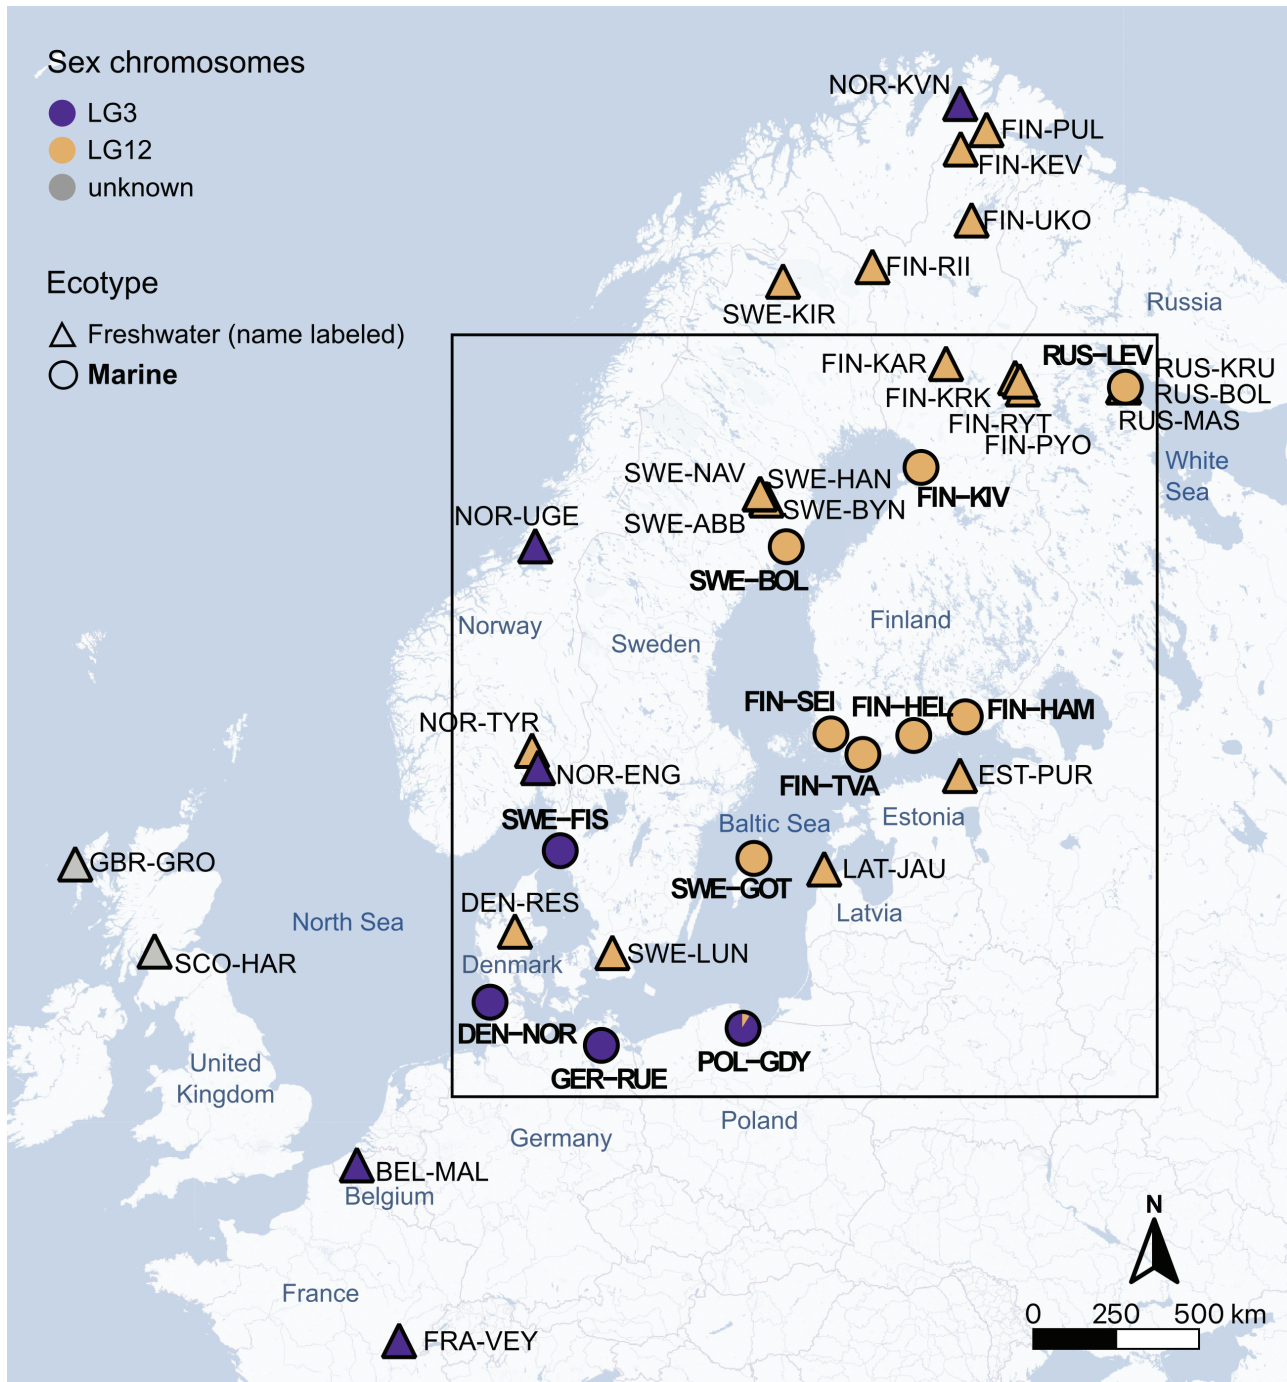 Sex chromosomes
LG3
LG12
unknown
Ecotype
Freshwater (name labeled)
Marine
NOR-KVN
FIN-PUL
FIN-KEV
FIN-UKO
FIN-RII
SWE-KIR
Russia
FIN-KAR
RUS–LEV
RUS-KRU
FIN-KRK
RUS-BOL
FIN-RYT
RUS-MAS
FIN-PYO
White
Sea
SWE-NAV
SWE-HAN
FIN–KIV
SWE-ABB
SWE-BYN
NOR-UGE
SWE–BOL
Norway
Sweden
Finland
FIN–SEI
FIN–HEL
FIN–HAM
NOR-TYR
NOR-ENG
FIN–TVA
EST-PUR
SWE–FIS
Baltic Sea
Estonia
GBR-GRO
SWE–GOT
LAT-JAU
DEN-RES
North Sea
Latvia
SCO-HAR
Denmark
SWE-LUN
DEN–NOR
POL–GDY
United
Kingdom
GER–RUE
Poland
Germany
BEL-MAL
Belgium
France
FRA-VEY
N
0 250 500 km